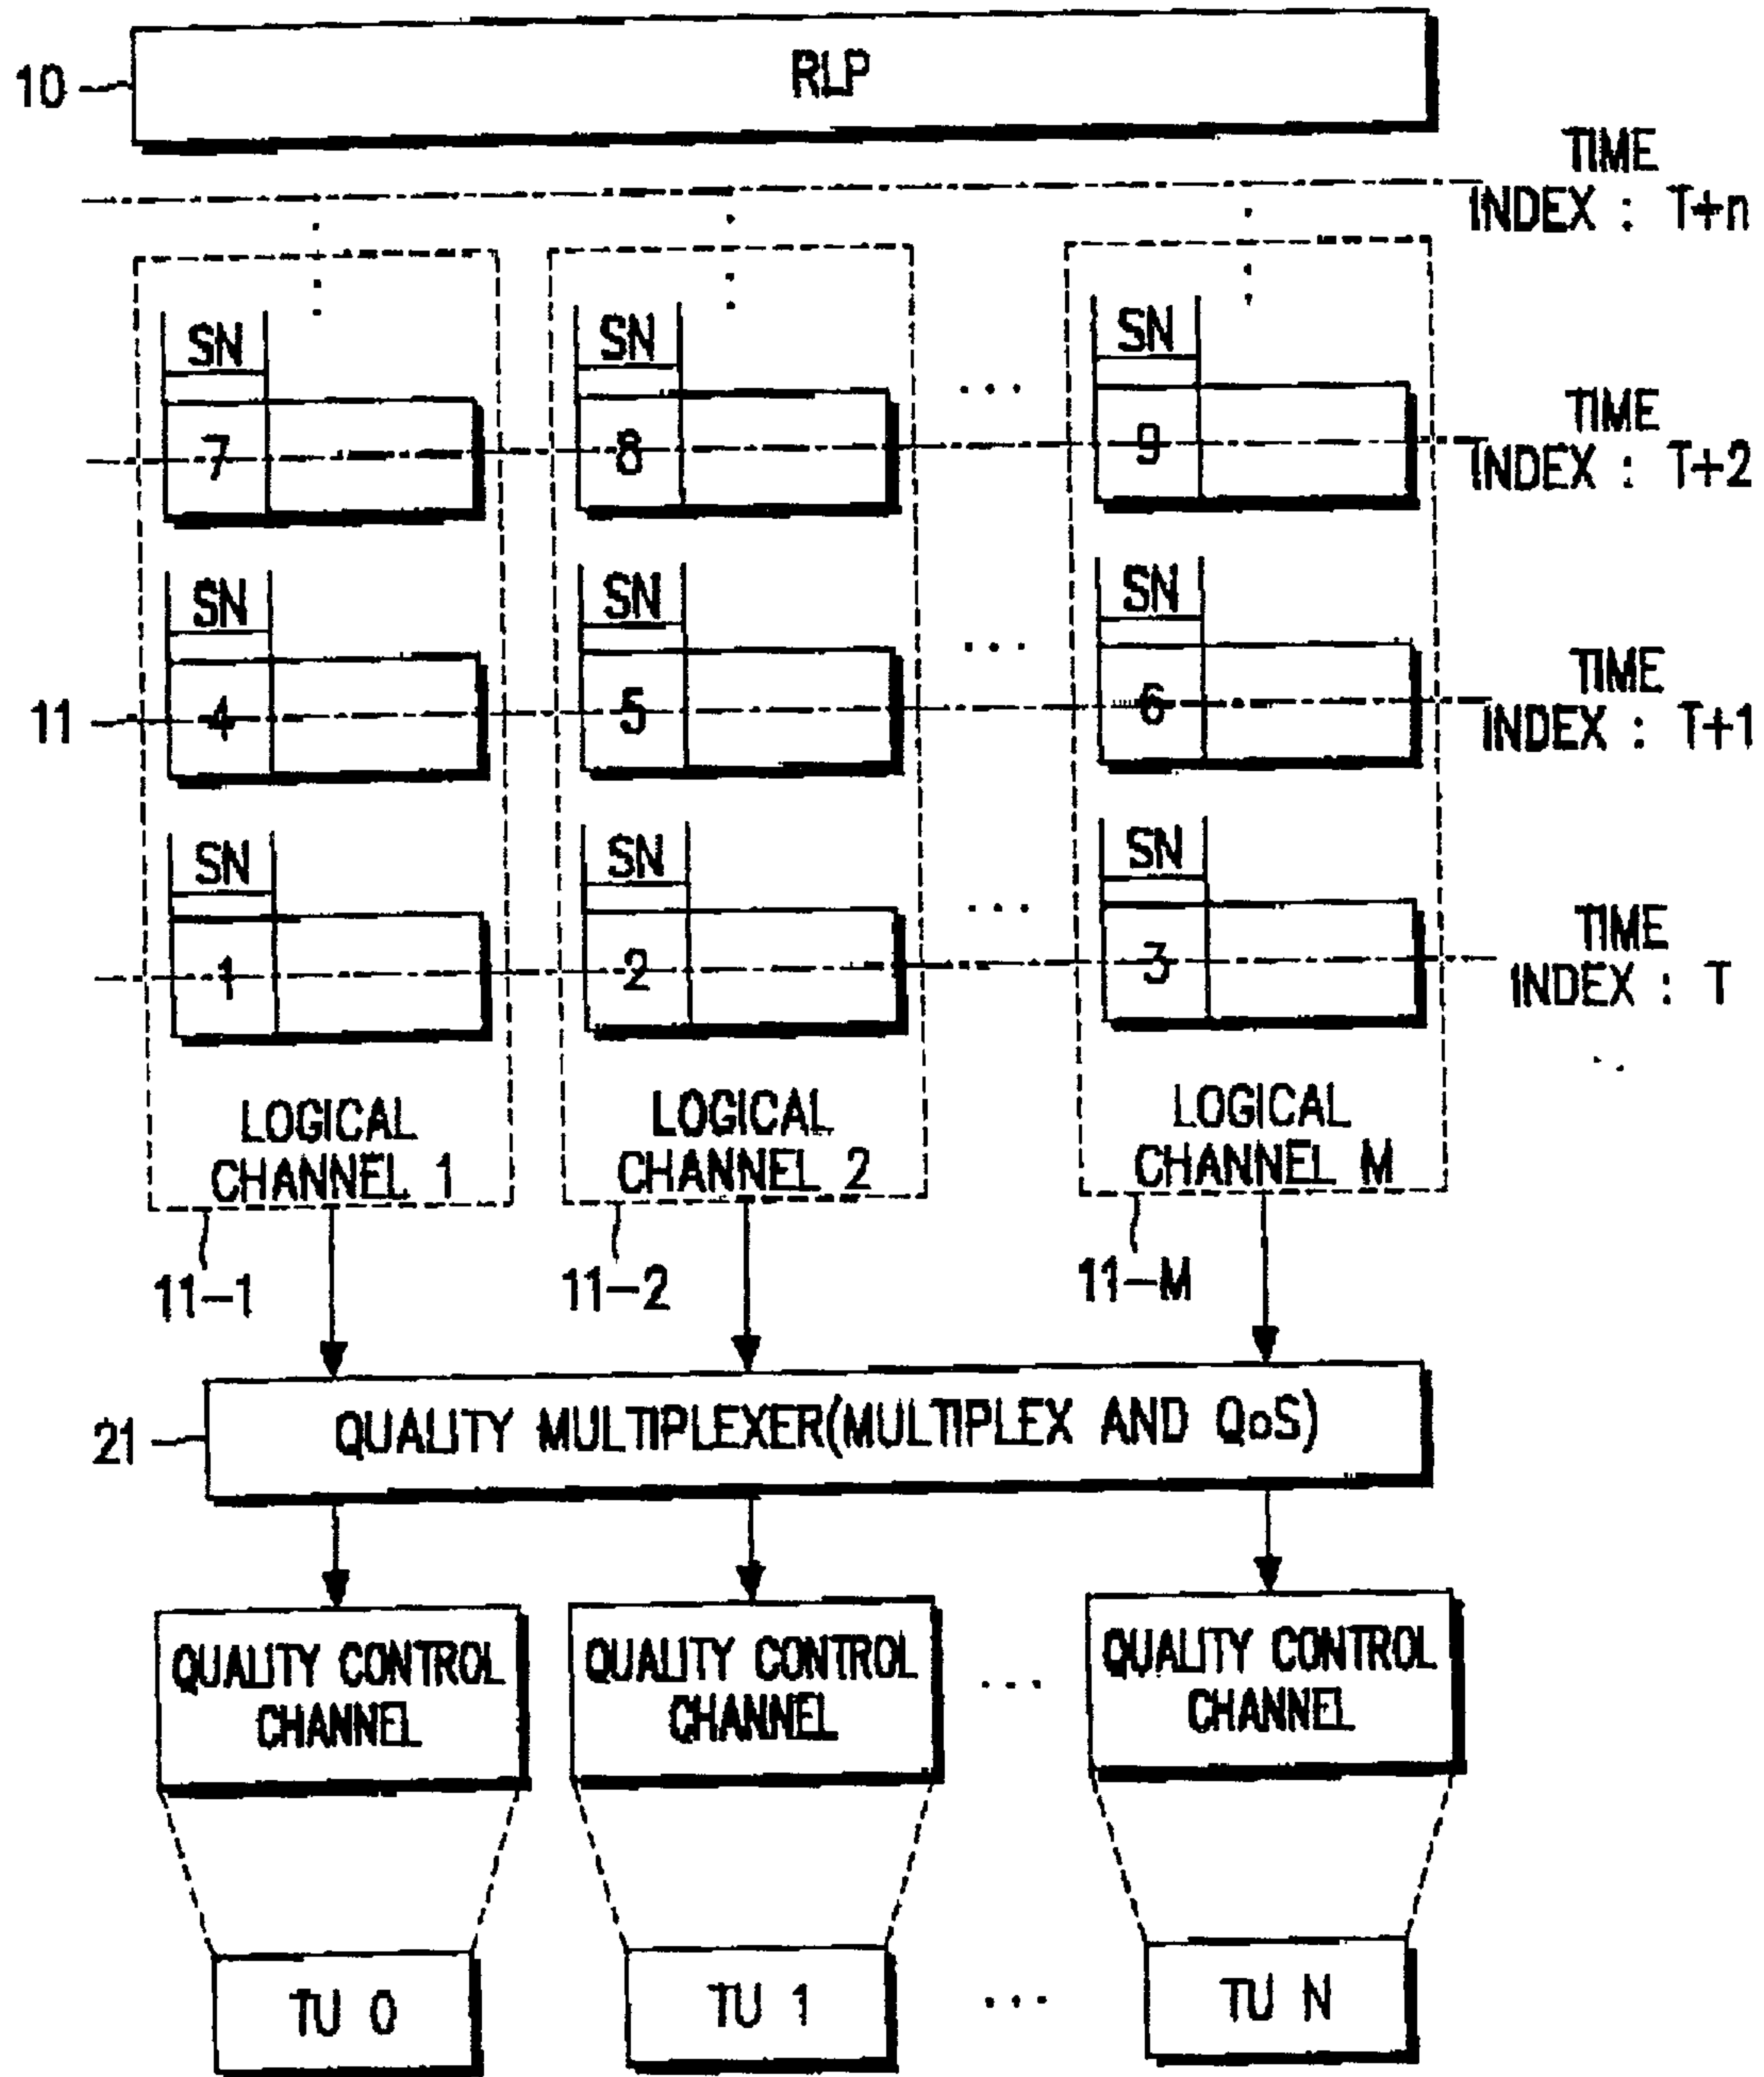 RLP
10
TIME
INDEX : T+n
SN SN SN
7 8 ... 9
TIME
INDEX : T+2
SN SN SN
11 4 5 ... 6
TIME
INDEX : T+1
SN SN SN
1 2 ... 3
TIME
INDEX : T
LOGICAL
CHANNEL 1
LOGICAL
CHANNEL 2
LOGICAL
CHANNEL M
11-1
11-2
11-M
21
QUALITY MULTIPLEXER(MULTIPLEX AND QoS)
QUALITY CONTROL
CHANNEL
QUALITY CONTROL
CHANNEL
...
QUALITY CONTROL
CHANNEL
TU 0
TU 1
...
TU N